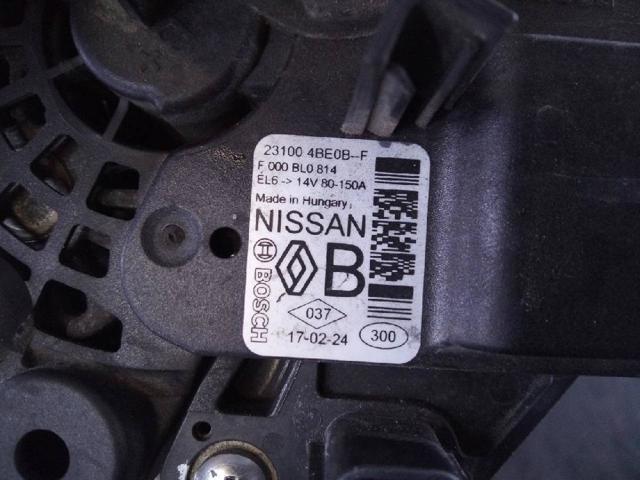 23100 4BE0B--F
F 000 BL0 814
EL6 -> 14V 80-150A
Made in Hungary
NISSAN
BOSCH
B
037
17-02-24
300